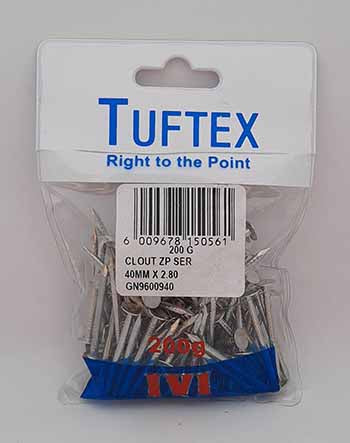 TUFTEX
Right to the Point
6 009678 150561
200 G
CLOUT ZP SER
40MM X 2.80
GN9600940
200g